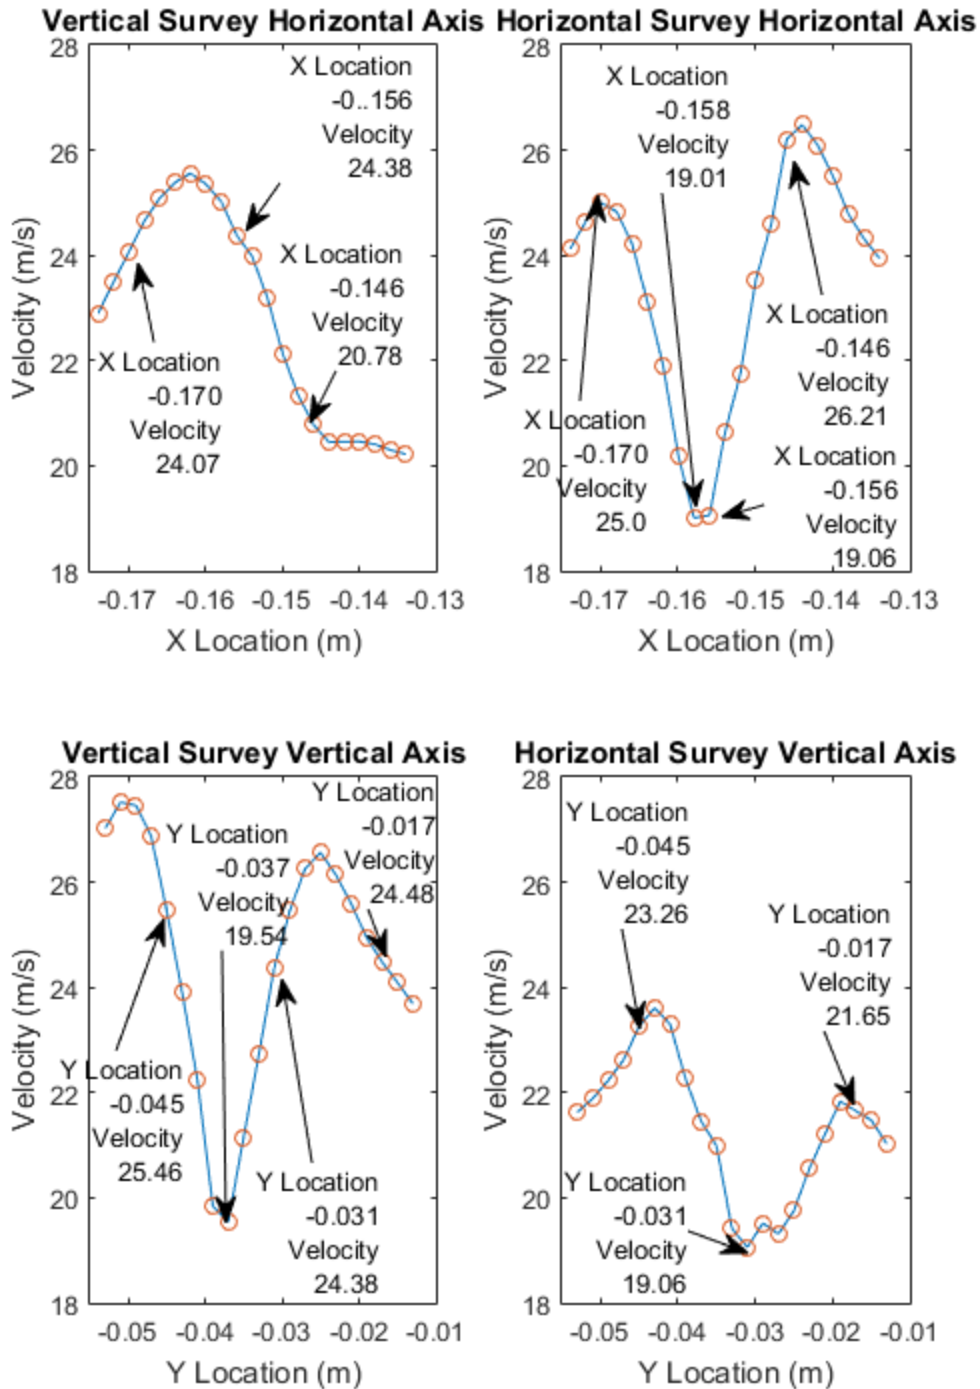 Vertical Survey Horizontal Axis
28
26
24
22
20
18
Velocity (m/s)
X Location
-0..156
Velocity
24.38
X Location
-0.146
Velocity
20.78
X Location
-0.170
Velocity
24.07
-0.17 -0.16 -0.15 -0.14 -0.13
X Location (m)
Horizontal Survey Horizontal Axis
28
26
24
22
20
18
Velocity (m/s)
X Location
-0.158
Velocity
19.01
X Location
-0.146
Velocity
26.21
X Location
-0.170
Velocity
25.0
X Location
-0.156
Velocity
19.06
-0.17 -0.16 -0.15 -0.14 -0.13
X Location (m)
Vertical Survey Vertical Axis
28
26
24
22
20
18
Velocity (m/s)
Y Location
-0.017
Velocity
24.48
Y Location
-0.037
Velocity
19.54
Y Location
-0.045
Velocity
25.46
Y Location
-0.031
Velocity
24.38
-0.05 -0.04 -0.03 -0.02 -0.01
Y Location (m)
Horizontal Survey Vertical Axis
28
26
24
22
20
18
Velocity (m/s)
Y Location
-0.045
Velocity
23.26
Y Location
-0.017
Velocity
21.65
Y Location
-0.031
Velocity
19.06
-0.05 -0.04 -0.03 -0.02 -0.01
Y Location (m)